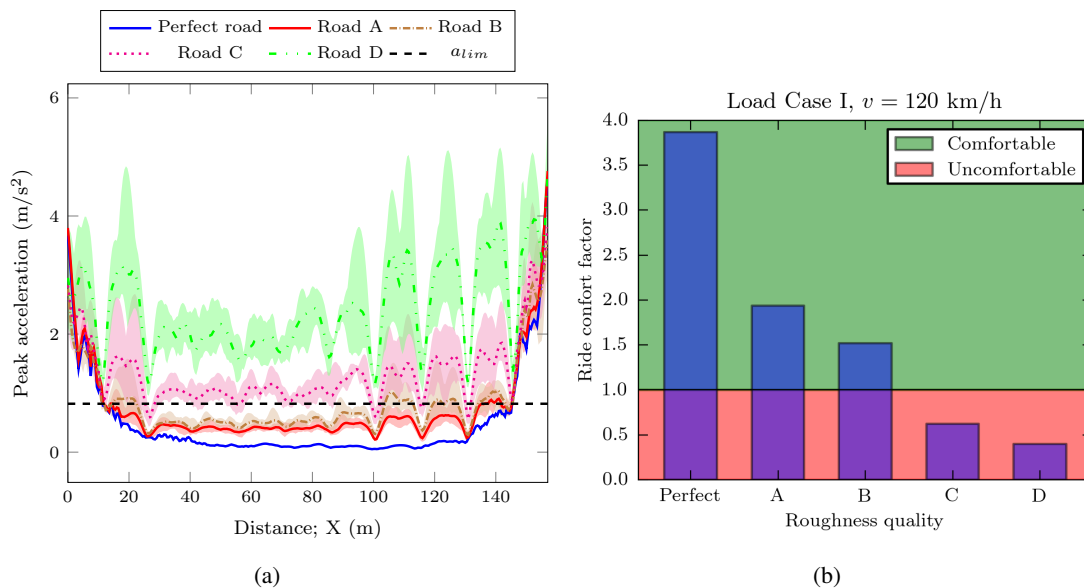 Perfect road Road A Road B
Road C Road D a_lim
Peak acceleration (m/s²)
6
4
2
0
0 20 40 60 80 100 120 140
Distance; X (m)
(a)
Load Case I, v = 120 km/h
Comfortable
Uncomfortable
Ride confort factor
4.0
3.5
3.0
2.5
2.0
1.5
1.0
0.5
0.0
Perfect A B C D
Roughness quality
(b)